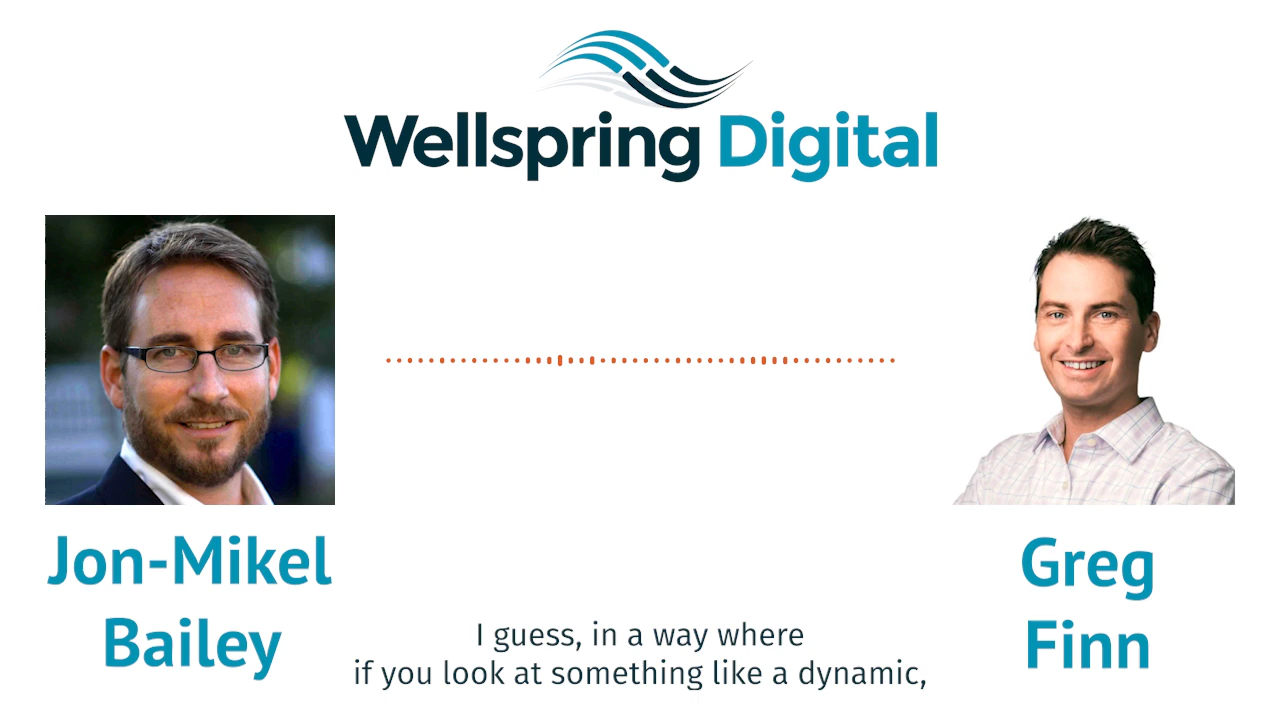 Wellspring Digital
Jon-Mikel
Bailey
Greg
Finn
I guess, in a way where
if you look at something like a dynamic,